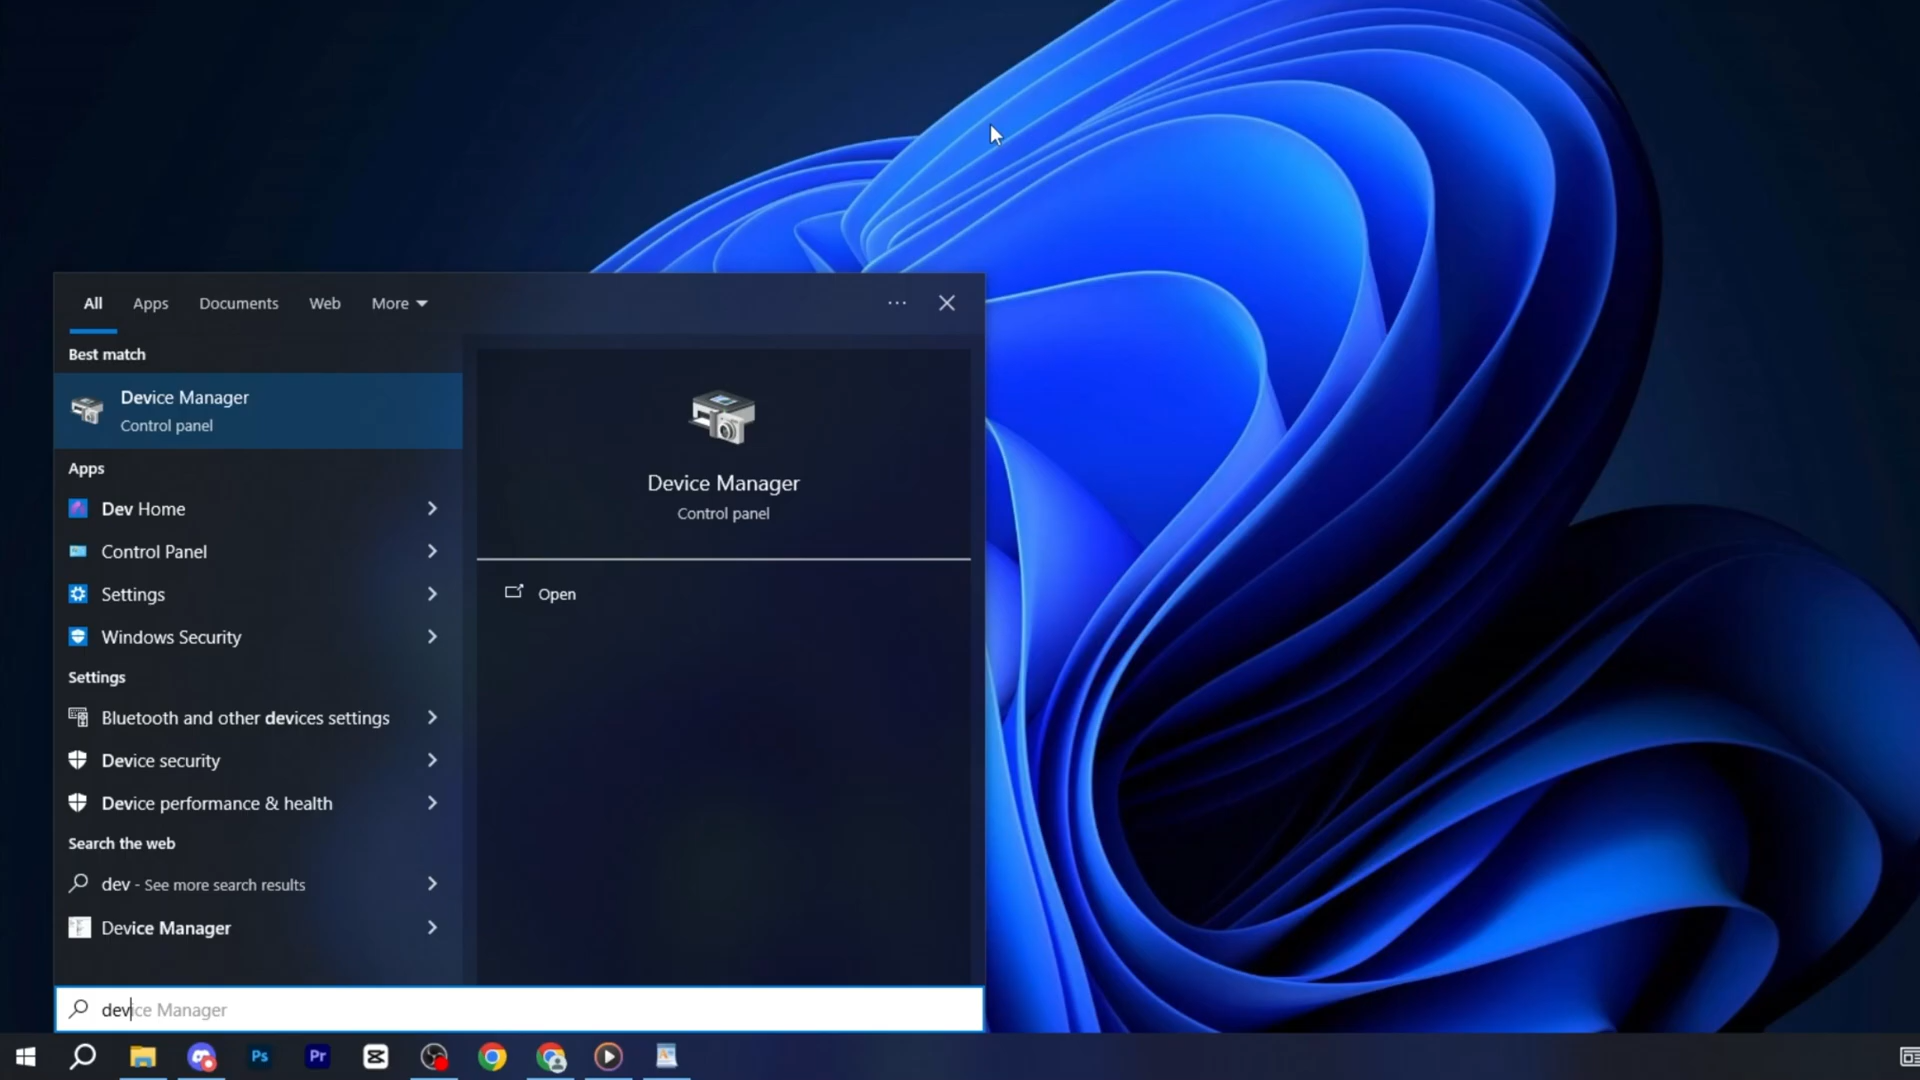 All
Apps
Documents
Web
More
Best match
Device Manager
Control panel
Apps
Dev Home
Control Panel
Settings
Windows Security
Settings
Bluetooth and other devices settings
Device security
Device performance & health
Search the web
dev - See more search results
Device Manager
Device Manager
Control panel
Open
device Manager
Ps
Pr